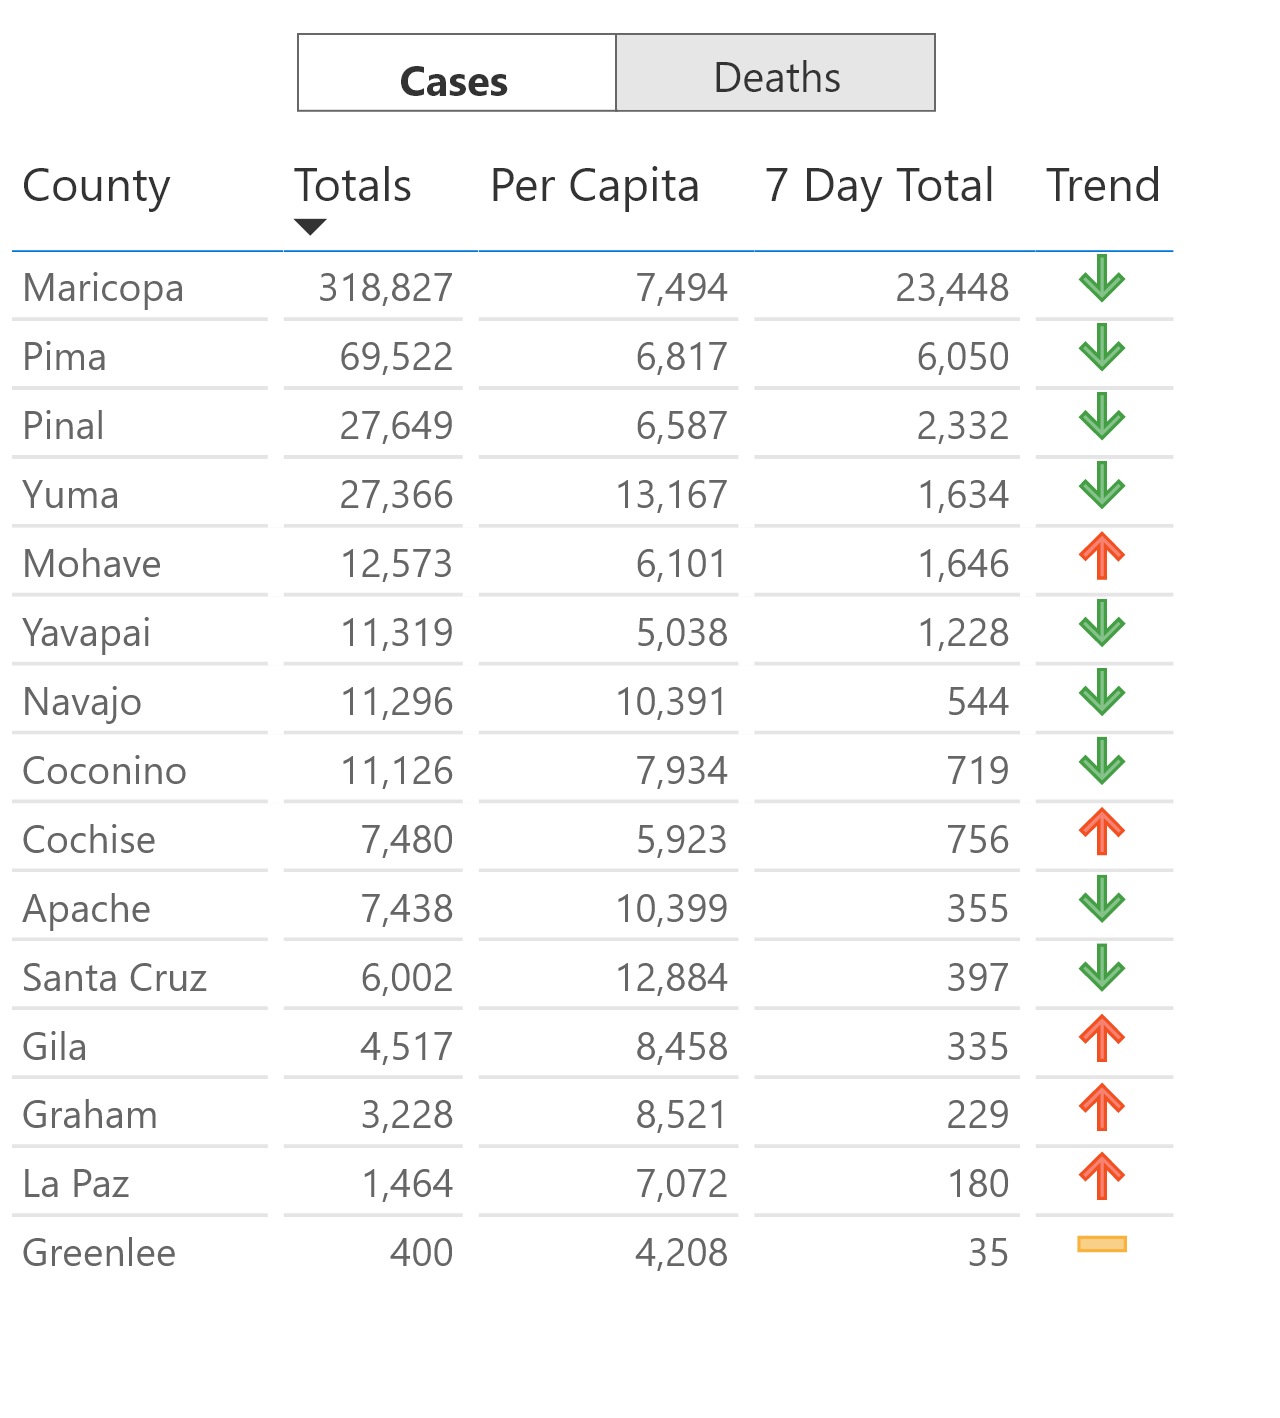 Cases Deaths
County Totals Per Capita 7 Day Total Trend
Maricopa 318,827 7,494 23,448
Pima 69,522 6,817 6,050
Pinal 27,649 6,587 2,332
Yuma 27,366 13,167 1,634
Mohave 12,573 6,101 1,646
Yavapai 11,319 5,038 1,228
Navajo 11,296 10,391 544
Coconino 11,126 7,934 719
Cochise 7,480 5,923 756
Apache 7,438 10,399 355
Santa Cruz 6,002 12,884 397
Gila 4,517 8,458 335
Graham 3,228 8,521 229
La Paz 1,464 7,072 180
Greenlee 400 4,208 35